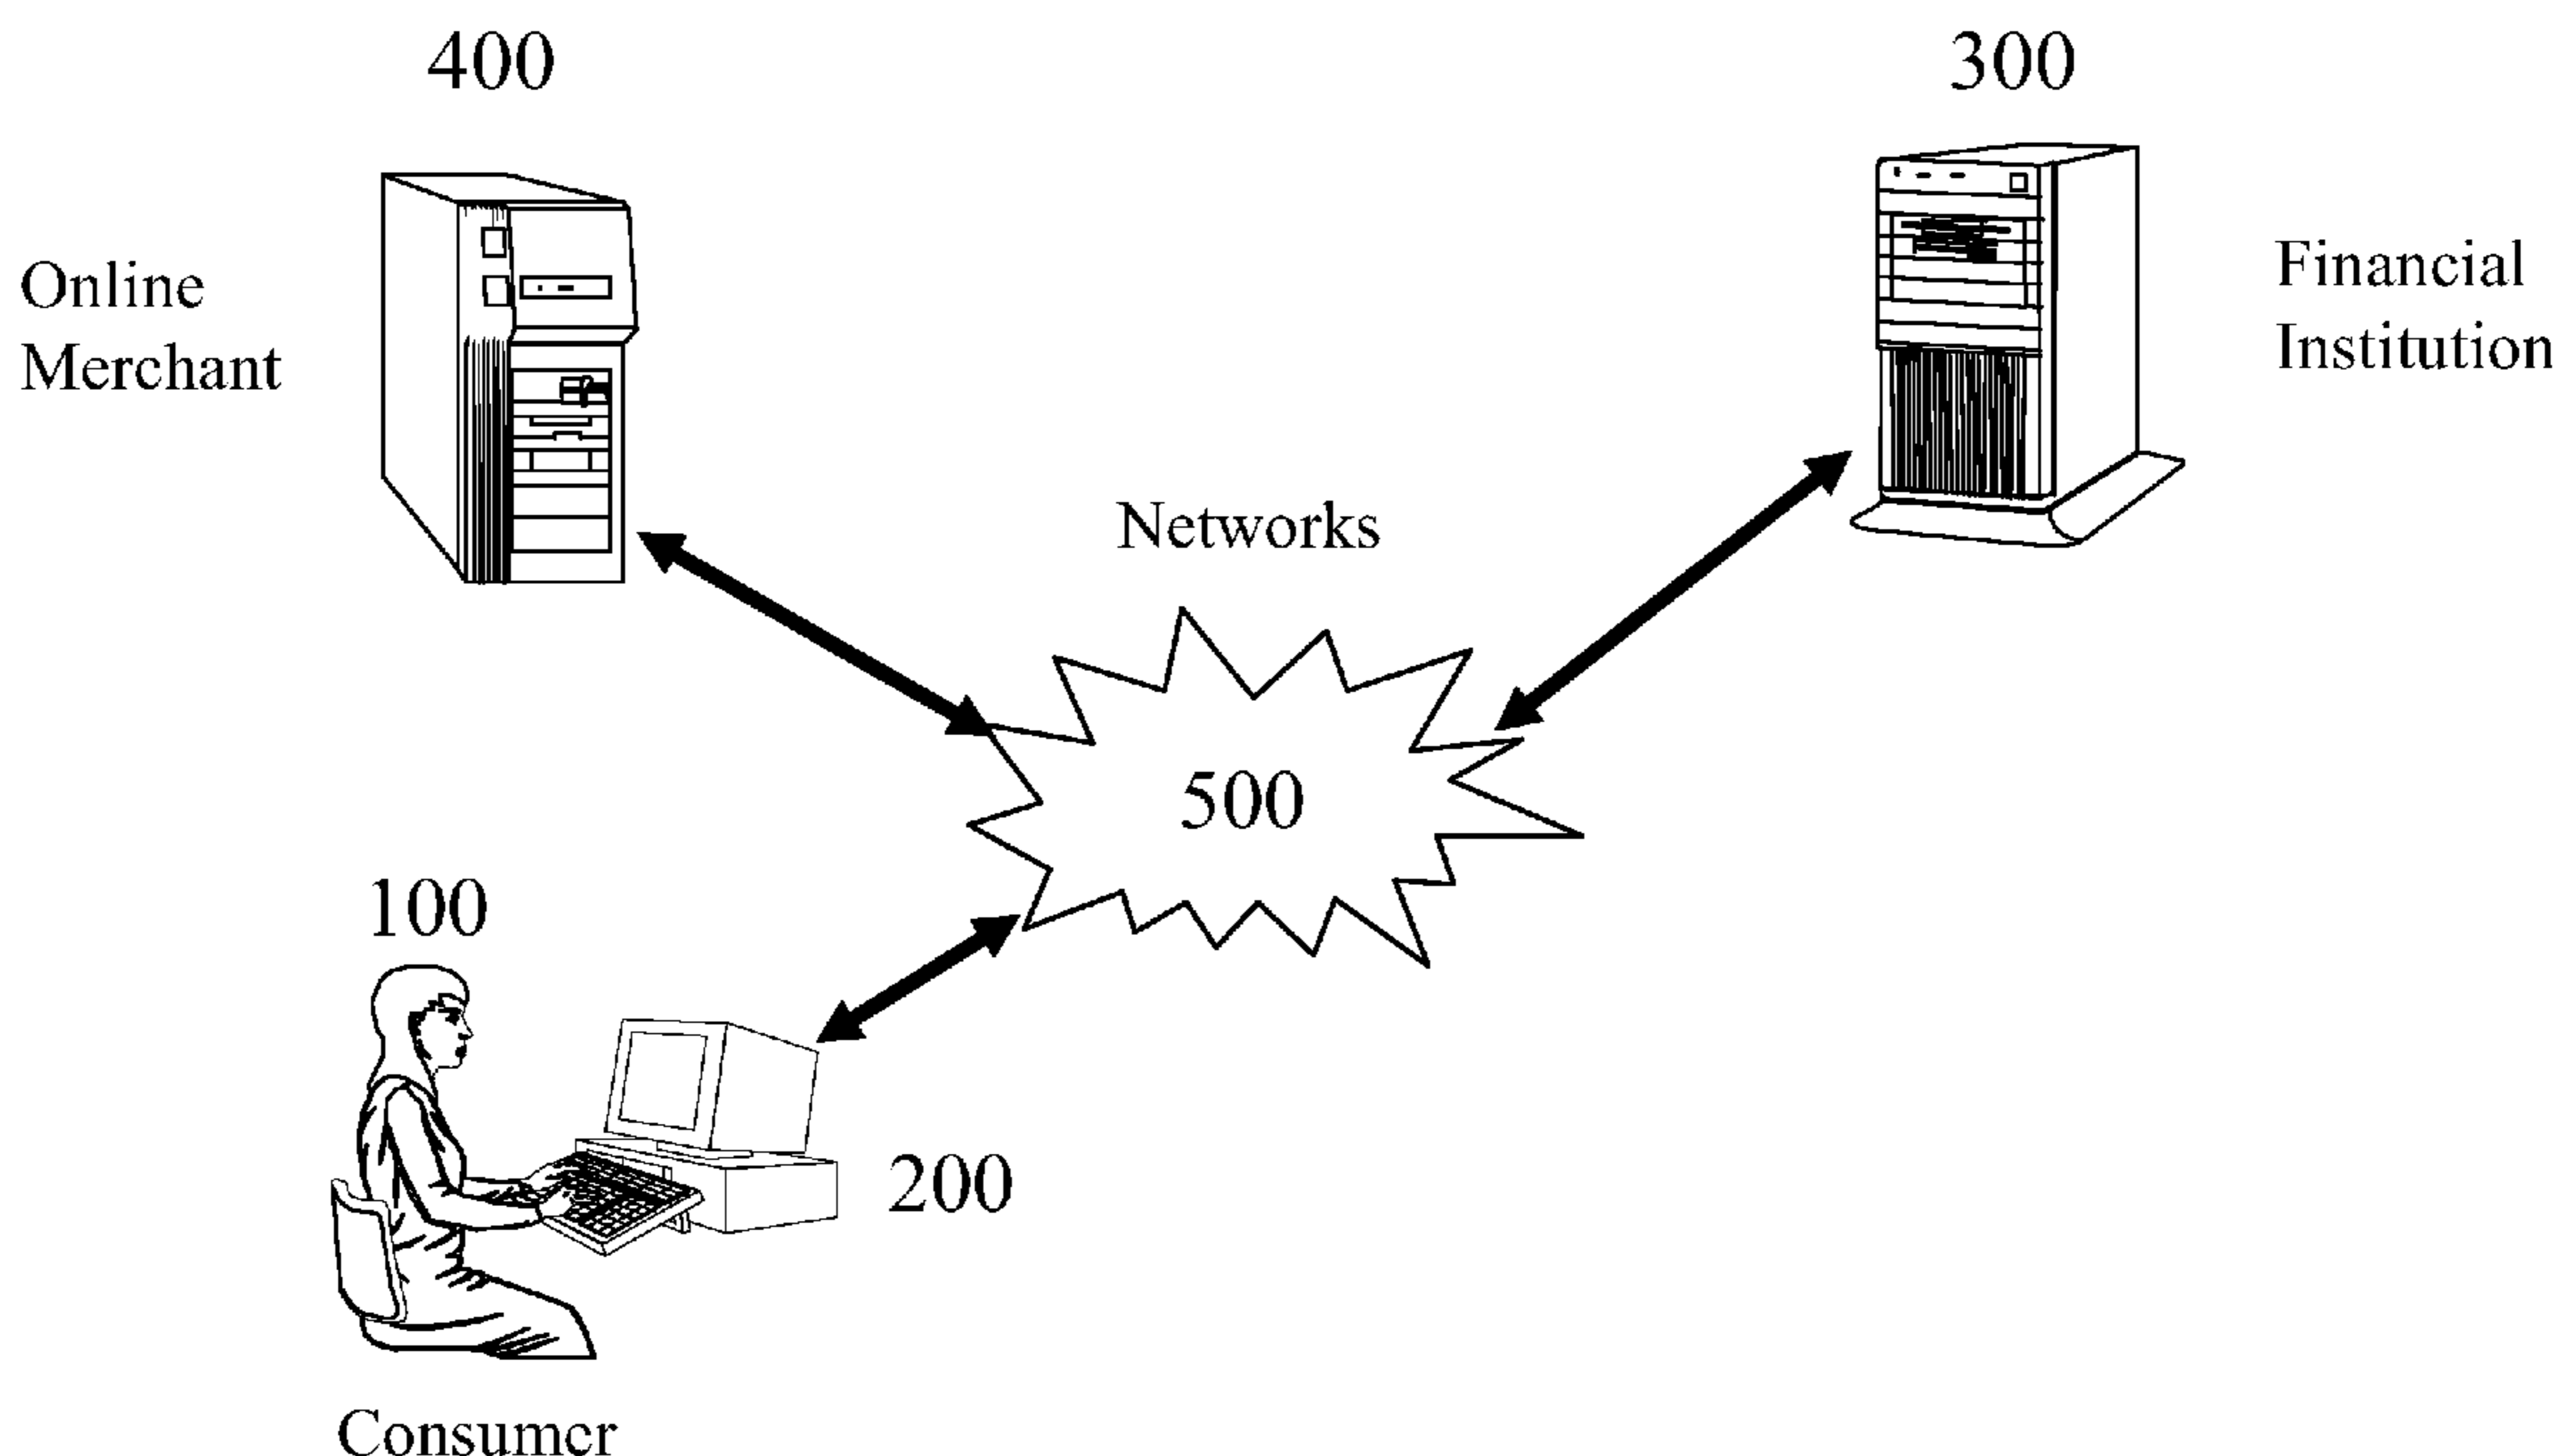 400
300
Online
Merchant
Financial
Institution
Networks
500
100
200
Consumer